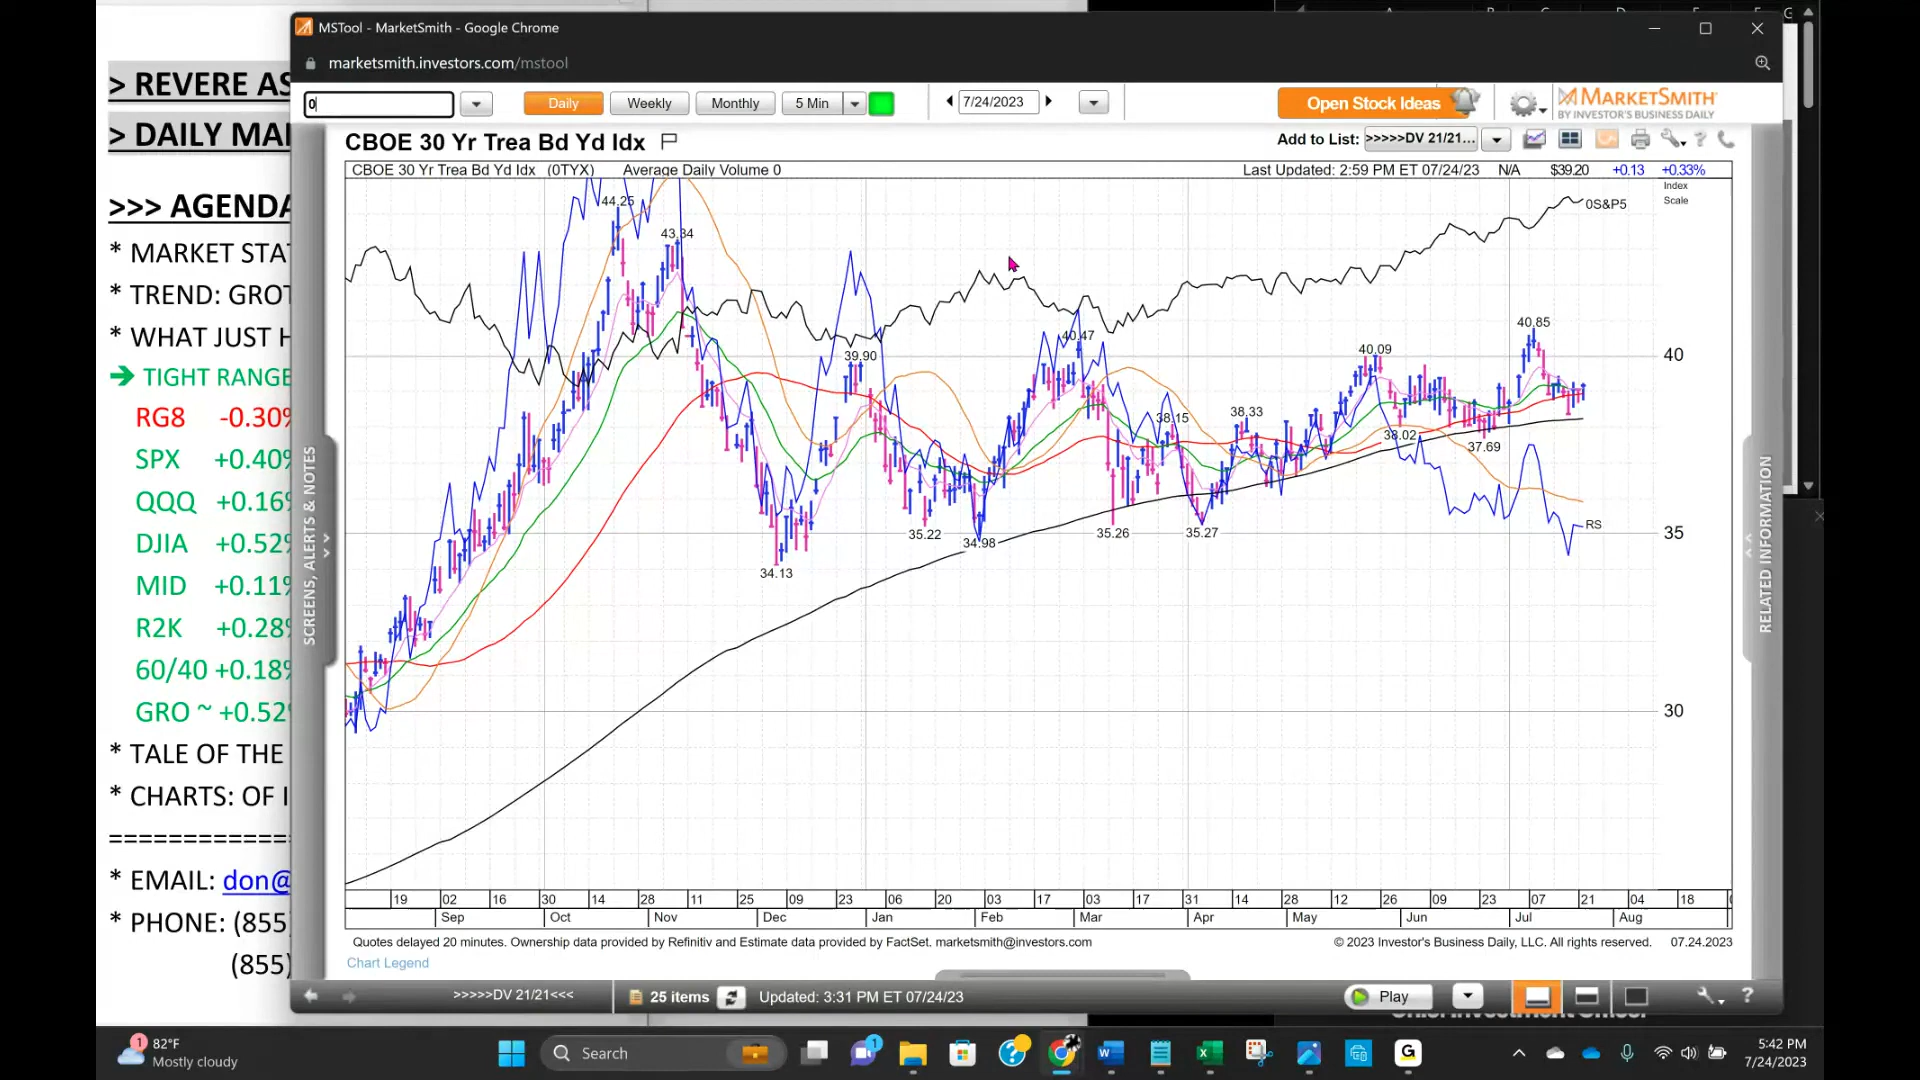 MSTool - MarketSmith - Google Chrome
marketsmith.investors.com/mstool
0
Daily
Weekly
Monthly
5 Min
7/24/2023
Open Stock Ideas
MARKETSMITH
BY INVESTOR'S BUSINESS DAILY
CBOE 30 Yr Trea Bd Yd Idx
Add to List: >>>>>DV 21/21...
CBOE 30 Yr Trea Bd Yd Idx (0TYX) Average Daily Volume 0
Last Updated: 2:59 PM ET 07/24/23 N/A $39.20 +0.13 +0.33%
Index
Scale
0S&P5
44.25
43.34
39.90
40.47
40.09
40.85
38.15
38.33
38.02
37.69
35.22
34.98
35.26
35.27
34.13
RS
40
35
30
19 02 16 30 14 28 11 25 09 23 06 20 03 17 03 17 31 14 28 12 26 09 23 07 21 04 18
Sep Oct Nov Dec Jan Feb Mar Apr May Jun Jul Aug
Quotes delayed 20 minutes. Ownership data provided by Refinitiv and Estimate data provided by FactSet. marketsmith@investors.com
© 2023 Investor's Business Daily, LLC. All rights reserved. 07.24.2023
Chart Legend
SCREENS, ALERTS & NOTES
RELATED INFORMATION
>>>>>DV 21/21<<<
25 items
Updated: 3:31 PM ET 07/24/23
Play
> REVERE AS
> DAILY MA
>>> AGENDA
* MARKET STAT
* TREND: GROT
* WHAT JUST H
TIGHT RANGE
RG8 -0.30%
SPX +0.40%
QQQ +0.16%
DJIA +0.52%
MID +0.11%
R2K +0.28%
60/40 +0.18%
GRO ~ +0.52%
* TALE OF THE
* CHARTS: OF I
================
* EMAIL: don@
* PHONE: (855)
(855)
82°F
Mostly cloudy
Search
5:42 PM
7/24/2023